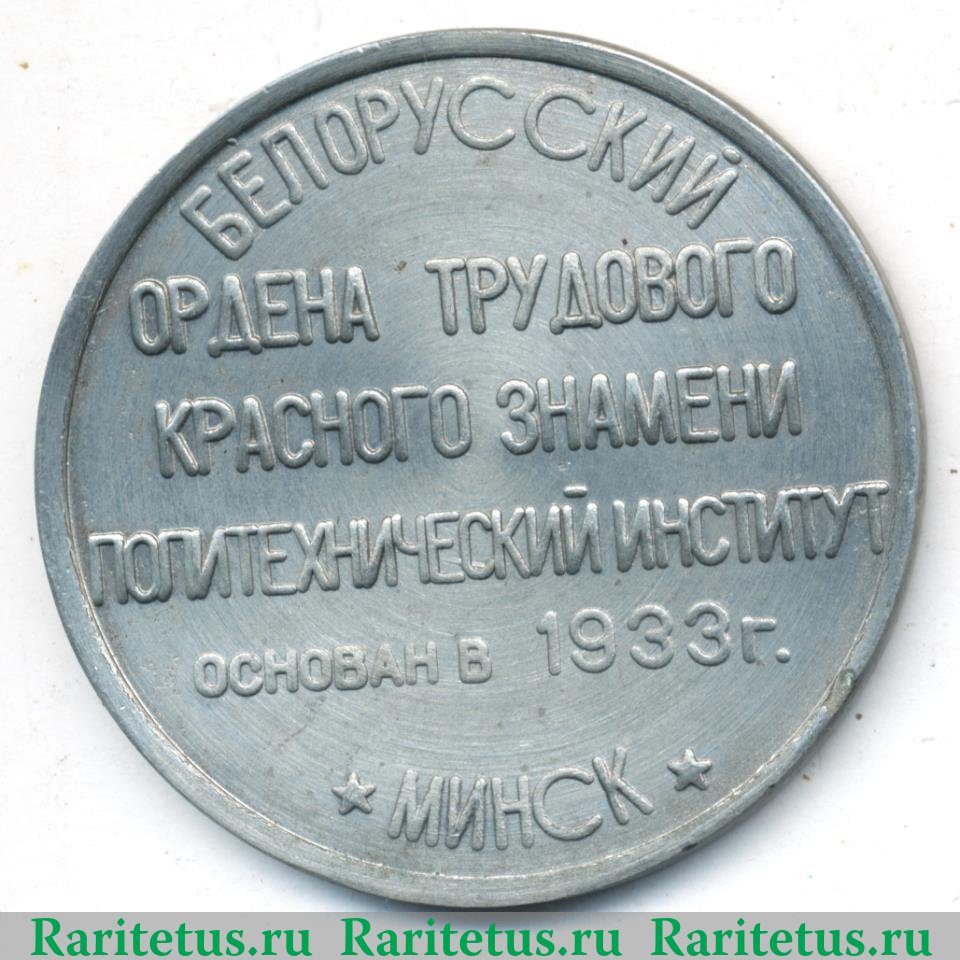 БЕЛОРУССКИЙ
ОРДЕНА ТРУДОВОГО
КРАСНОГО ЗНАМЕНИ
ПОЛИТЕХНИЧЕСКИЙ ИНСТИТУТ
ОСНОВАН В 1933г.
★ МИНСК ★
Raritetus.ru Raritetus.ru Raritetus.ru